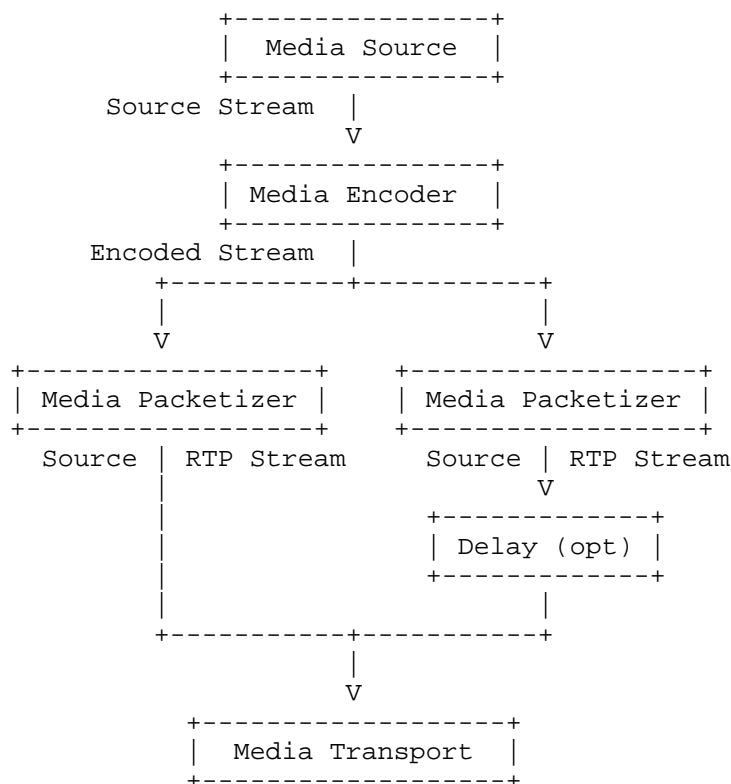 Media Source
Source Stream
V
Media Encoder
Encoded Stream
V V
Media Packetizer Media Packetizer
Source RTP Stream Source RTP Stream
V
Delay (opt)
V
Media Transport